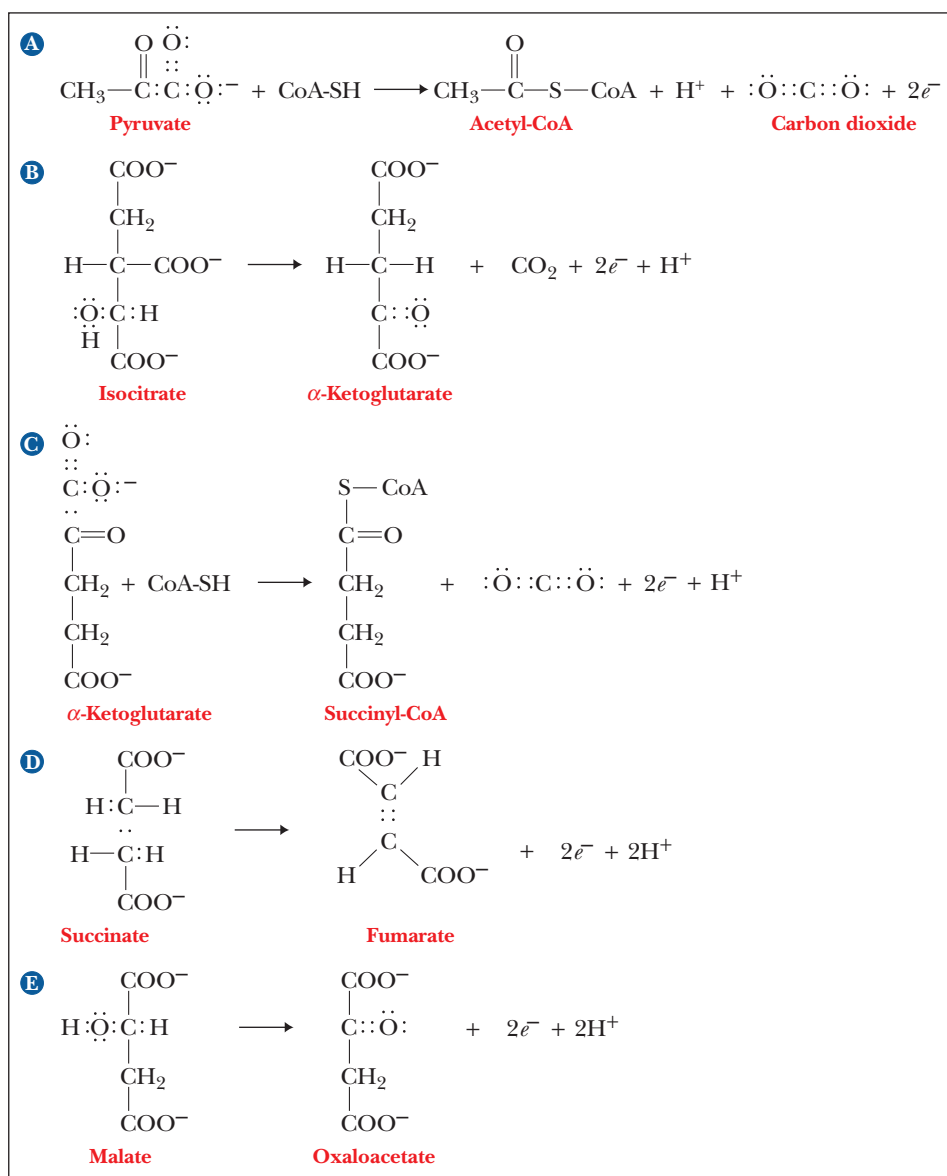 A
O O
CH3—C:C:O:− + CoA-SH ⟶ CH3—C—S—CoA + H+ + :O::C::O: + 2e−
O
Pyruvate Acetyl-CoA Carbon dioxide
B
COO− COO−
CH2 CH2
H—C—COO− ⟶ H—C—H + CO2 + 2e− + H+
:O:C:H C::O
H
COO− COO−
Isocitrate α-Ketoglutarate
C
O:
C:O:− S—CoA
C=O C=O
CH2 + CoA-SH ⟶ CH2 + :O::C::O: + 2e− + H+
CH2 CH2
COO− COO−
α-Ketoglutarate Succinyl-CoA
D
COO− COO− H
H:C—H C
H—C:H ⟶ C + 2e− + 2H+
COO− H COO−
Succinate Fumarate
E
COO− COO−
H:O:C:H ⟶ C::O: + 2e− + 2H+
CH2 CH2
COO− COO−
Malate Oxaloacetate